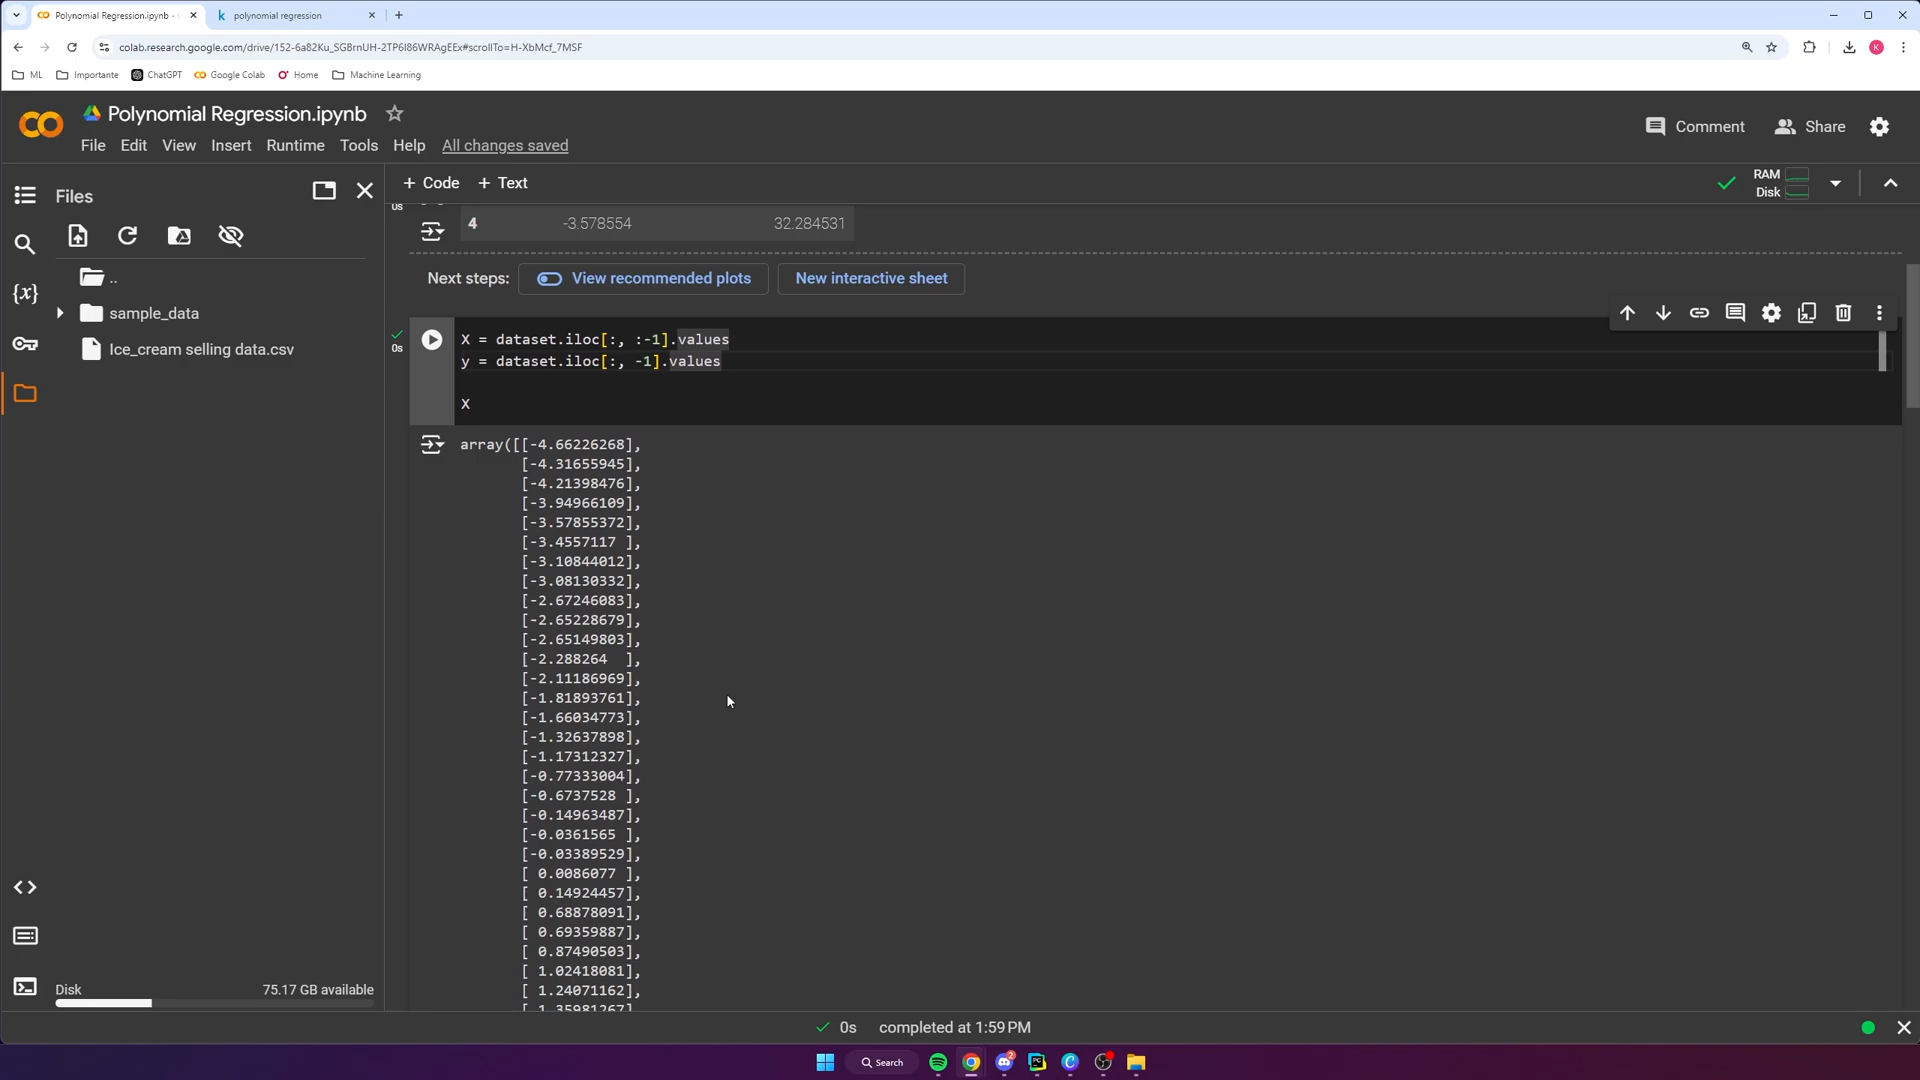 Polynomial Regression.ipynb -
polynomial regression
colab.research.google.com/drive/152-6a82Ku_SGBrnUH-2TP6I86WRAgEEx#scrollTo=H-XbMcf_7MSF
K
ML
Importante
ChatGPT
Google Colab
Home
Machine Learning
Polynomial Regression.ipynb
Comment
Share
File Edit View Insert Runtime Tools Help All changes saved
Files
+ Code + Text
RAM
Disk
..
sample_data
Ice_cream selling data.csv
0s
4 -3.578554 32.284531
Next steps: View recommended plots New interactive sheet
0s
X = dataset.iloc[:, :-1].values
y = dataset.iloc[:, -1].values
X
array([[-4.66226268],
[-4.31655945],
[-4.21398476],
[-3.94966109],
[-3.57855372],
[-3.4557117 ],
[-3.10844012],
[-3.08130332],
[-2.67246083],
[-2.65228679],
[-2.65149803],
[-2.288264  ],
[-2.11186969],
[-1.81893761],
[-1.66034773],
[-1.32637898],
[-1.17312327],
[-0.77333004],
[-0.6737528 ],
[-0.14963487],
[-0.0361565 ],
[-0.03389529],
[ 0.0086077 ],
[ 0.14924457],
[ 0.68878091],
[ 0.69359887],
[ 0.87490503],
[ 1.02418081],
[ 1.24071162],
[ 1.35981267],
Disk 75.17 GB available
0s completed at 1:59 PM
Search
2